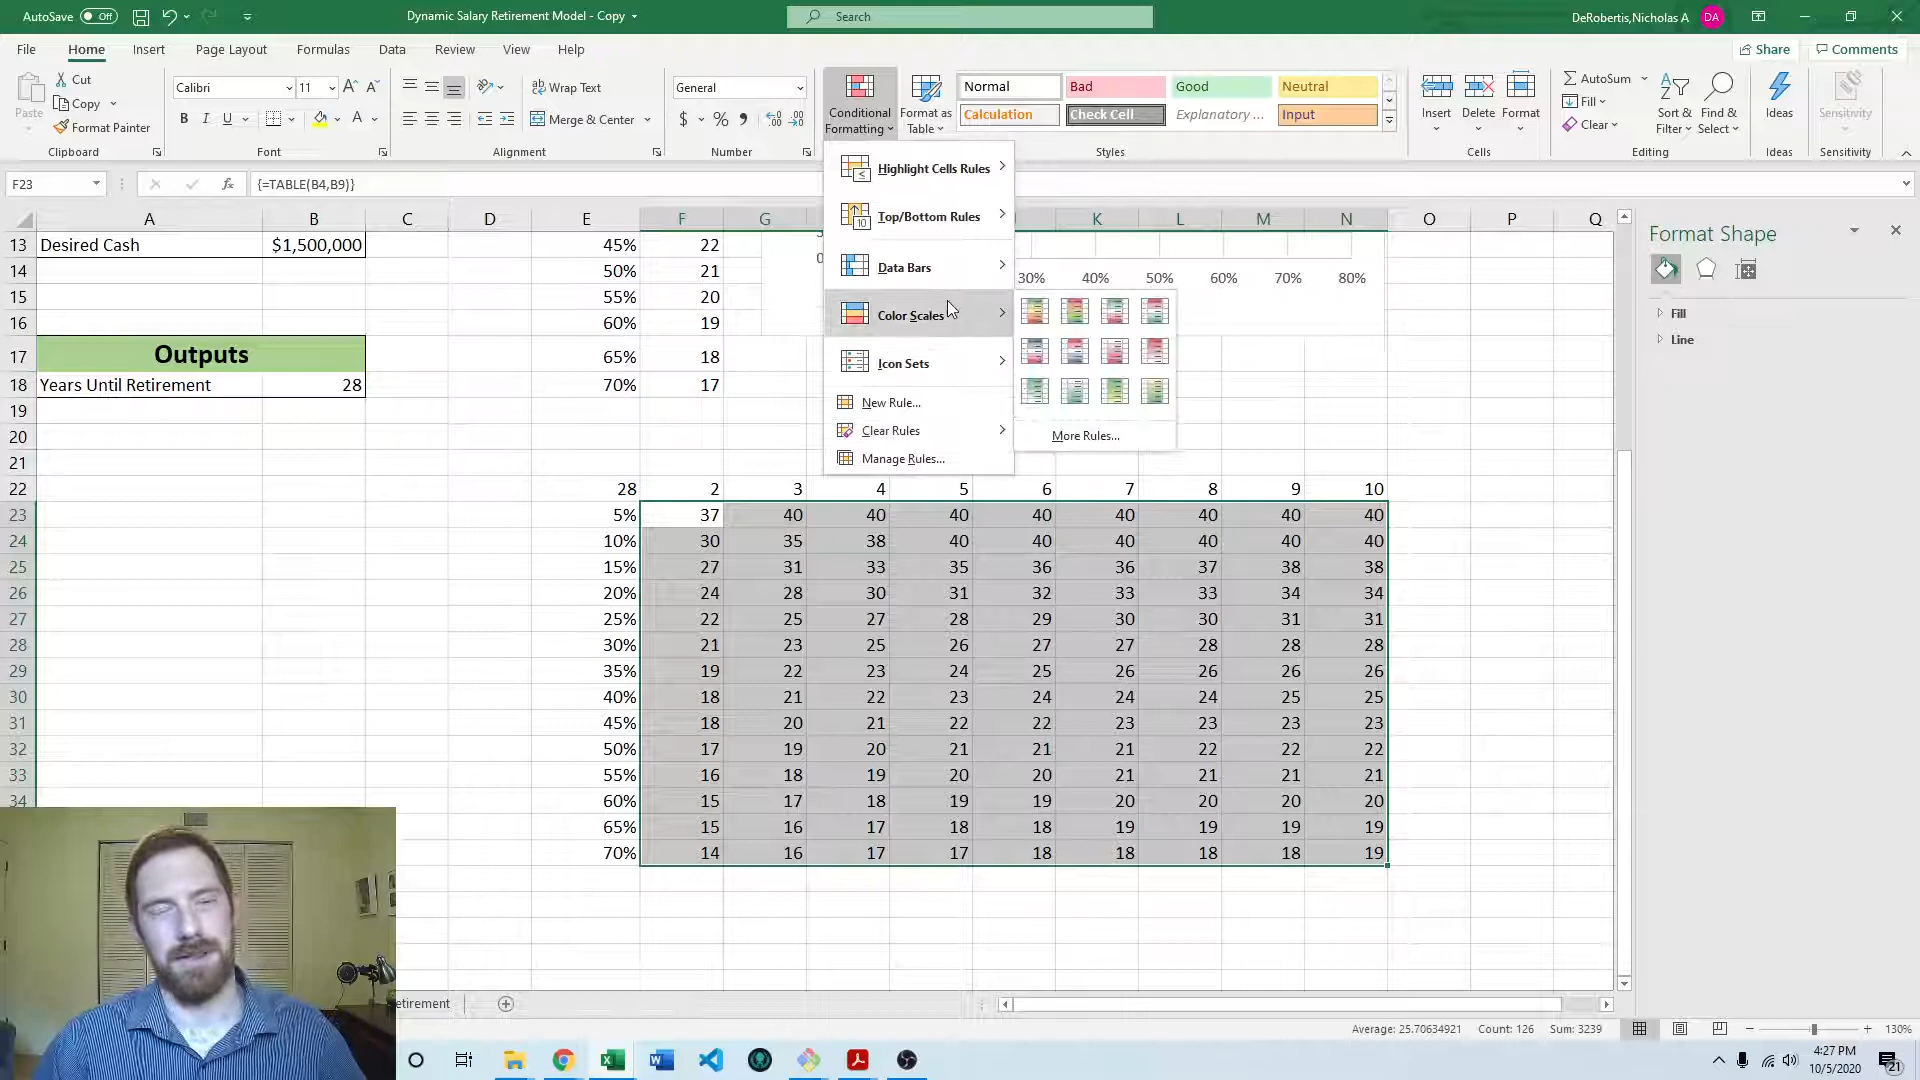 AutoSave Off Dynamic Salary Retirement Model - Copy Search DeRobertis,Nicholas A DA
File Home Insert Page Layout Formulas Data Review View Help Share Comments
Paste Cut Copy Format Painter Clipboard
Calibri 11 B I U A Font
Wrap Text Merge & Center Alignment
General $ % Number
Conditional Formatting Format as Table
Normal Bad Good Neutral
Calculation Check Cell Explanatory ... Input
Styles
Insert Delete Format Cells
AutoSum Fill Clear Sort & Filter Find & Select Editing
Ideas Ideas
Sensitivity Sensitivity
F23 fx {=TABLE(B4,B9)}
Highlight Cells Rules
Top/Bottom Rules
Data Bars
Color Scales
Icon Sets
New Rule...
Clear Rules
Manage Rules...
More Rules...
A B C D E F G K L M N O P Q
13 Desired Cash $1,500,000 45% 22
30% 40% 50% 60% 70% 80%
14 50% 21
15 55% 20
16 60% 19
17 Outputs 65% 18
18 Years Until Retirement 28 70% 17
19
20
21
22 28 2 3 4 5 6 7 8 9 10
23 5% 37 40 40 40 40 40 40 40 40
24 10% 30 35 38 40 40 40 40 40 40
25 15% 27 31 33 35 36 36 37 38 38
26 20% 24 28 30 31 32 33 33 34 34
27 25% 22 25 27 28 29 30 30 31 31
28 30% 21 23 25 26 27 27 28 28 28
29 35% 19 22 23 24 25 26 26 26 26
30 40% 18 21 22 23 24 24 24 25 25
31 45% 18 20 21 22 22 23 23 23 23
32 50% 17 19 20 21 21 21 22 22 22
33 55% 16 18 19 20 20 21 21 21 21
34 60% 15 17 18 19 19 20 20 20 20
65% 15 16 17 18 18 19 19 19 19
70% 14 16 17 17 18 18 18 18 19
Format Shape
Fill
Line
etirement
Average: 25.70634921 Count: 126 Sum: 3239 130%
4:27 PM
10/5/2020
21